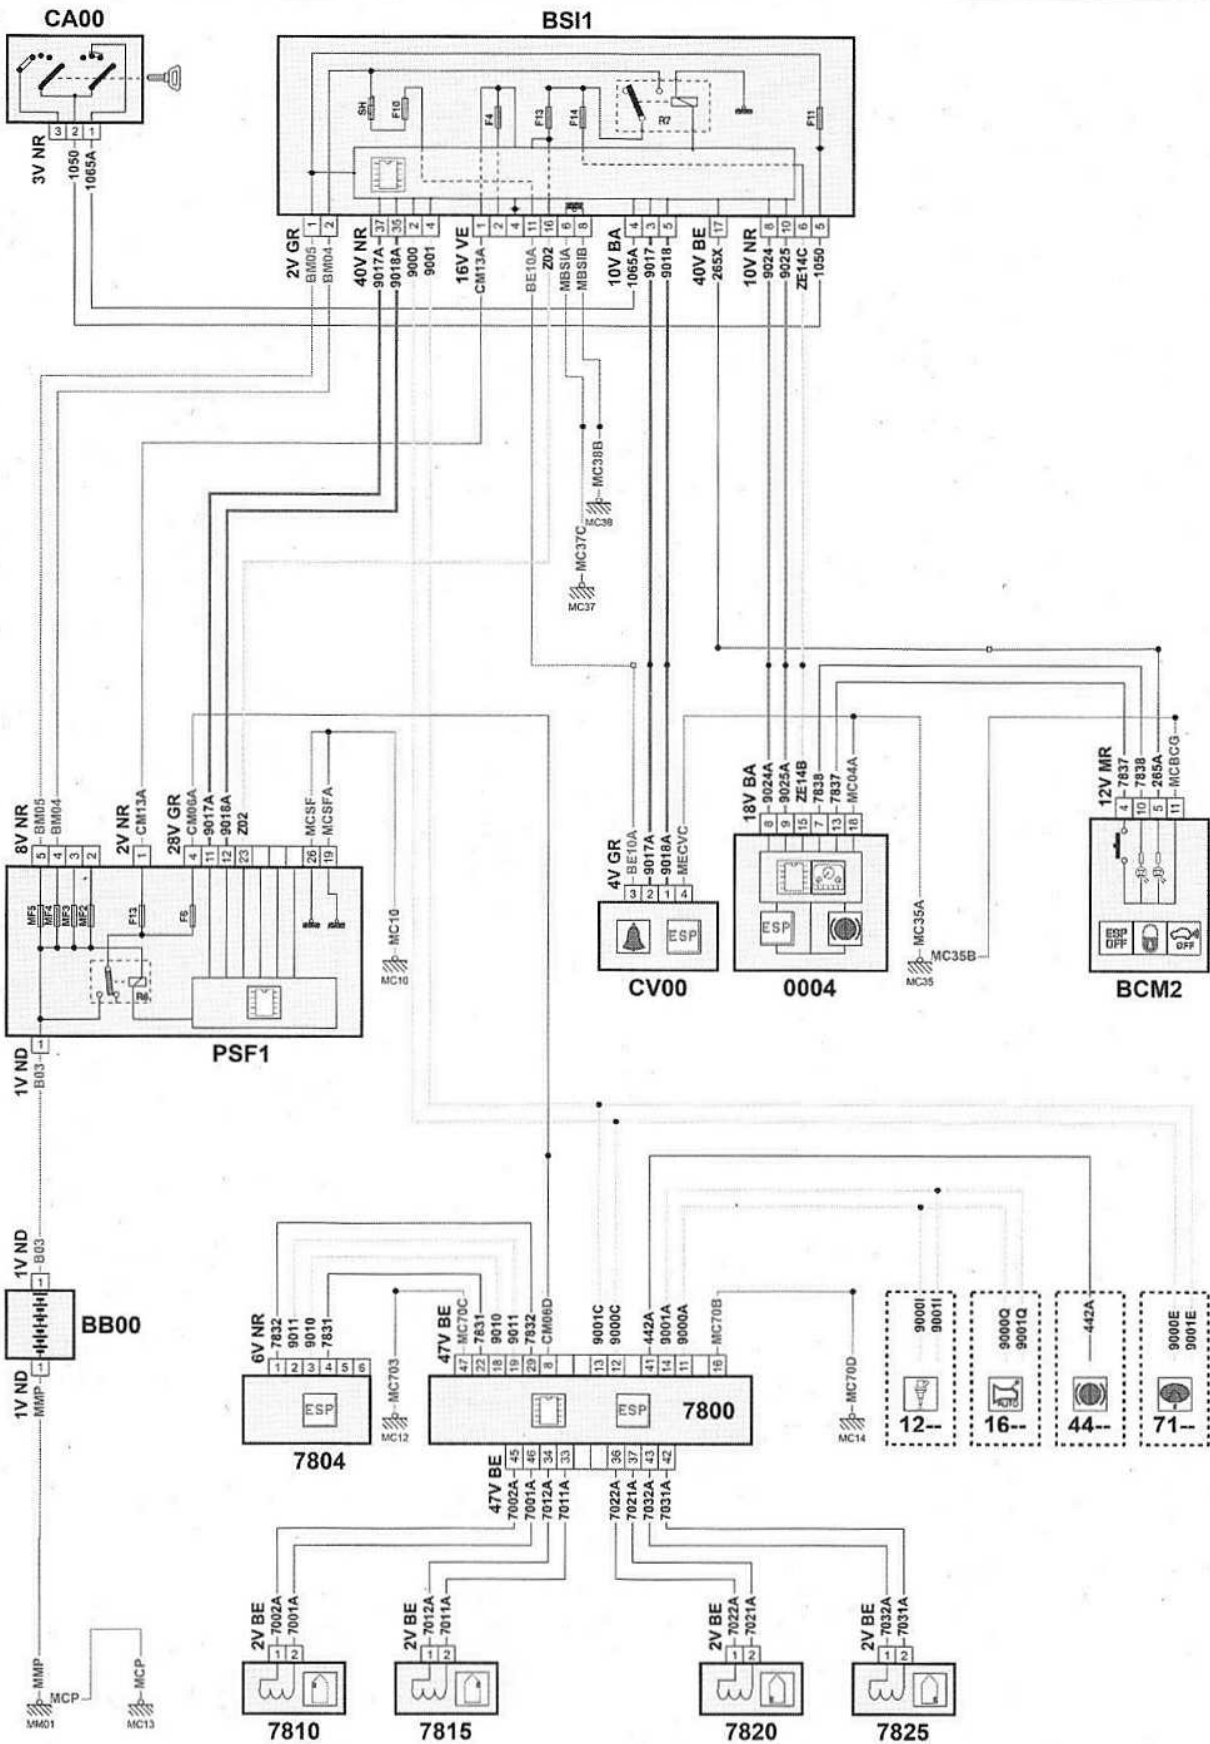 CA00
BSI1
SH
F10
F4
F13
F14
R7
F11
3 2 1
3V NR
1050
1065A
1 2
37 35 2 4
1 2 4 11 16 6 8
4 3 5
17
8 10 6 5
2V GR
BM05
BM04
40V NR
9017A
9018A
9000
9001
16V VE
CM13A
BE10A
Z02
MBSIA
MBSIB
10V BA
1065A
9017
9018
40V BE
265X
10V NR
9024
9025
ZE14C
1050
MC38B
MC38
MC37C
MC37
8V NR
BM05
BM04
2V NR
CM13A
28V GR
CM06A
9017A
9018A
Z02
MCSF
MCSFA
5 4 3 2
1
4 11 12 23
26 19
MF5
MF4
MF3
MF2
F13
F6
R6
PSF1
MC10
MC10
4V GR
BE10A
9017A
9018A
MECVC
3 2 1 4
ESP
CV00
18V BA
9024A
9025A
ZE14B
7838
7837
MC04A
8 9 15 7 13 18
ESP
0004
MC35A
MC35
MC35B
12V MR
7837
7838
265A
MCBCG
4 10 5 11
ESP OFF
OFF
BCM2
1
1V ND
B03
1V ND
B03
1
BB00
1
1V ND
MMP
6V NR
7832
9011
9010
7831
1 2 3 4 5 6
ESP
7804
MC703
MC12
47V BE
MC70C
7831
9010
9011
7832
CM06D
9001C
9000C
442A
9001A
9000A
MC70B
47 22 18 19 29 8
13 12
41 14 11
16
ESP
7800
MC70D
MC14
9000I
9001I
12--
9000Q
9001Q
AUTO
16--
442A
44--
9000E
9001E
71--
45 46 34 33
36 37 43 42
47V BE
7002A
7001A
7012A
7011A
7022A
7021A
7032A
7031A
2V BE
7002A
7001A
1 2
7810
2V BE
7012A
7011A
1 2
7815
2V BE
7022A
7021A
1 2
7820
2V BE
7032A
7031A
1 2
7825
MMP
MM01
MCP
MCP
MC13